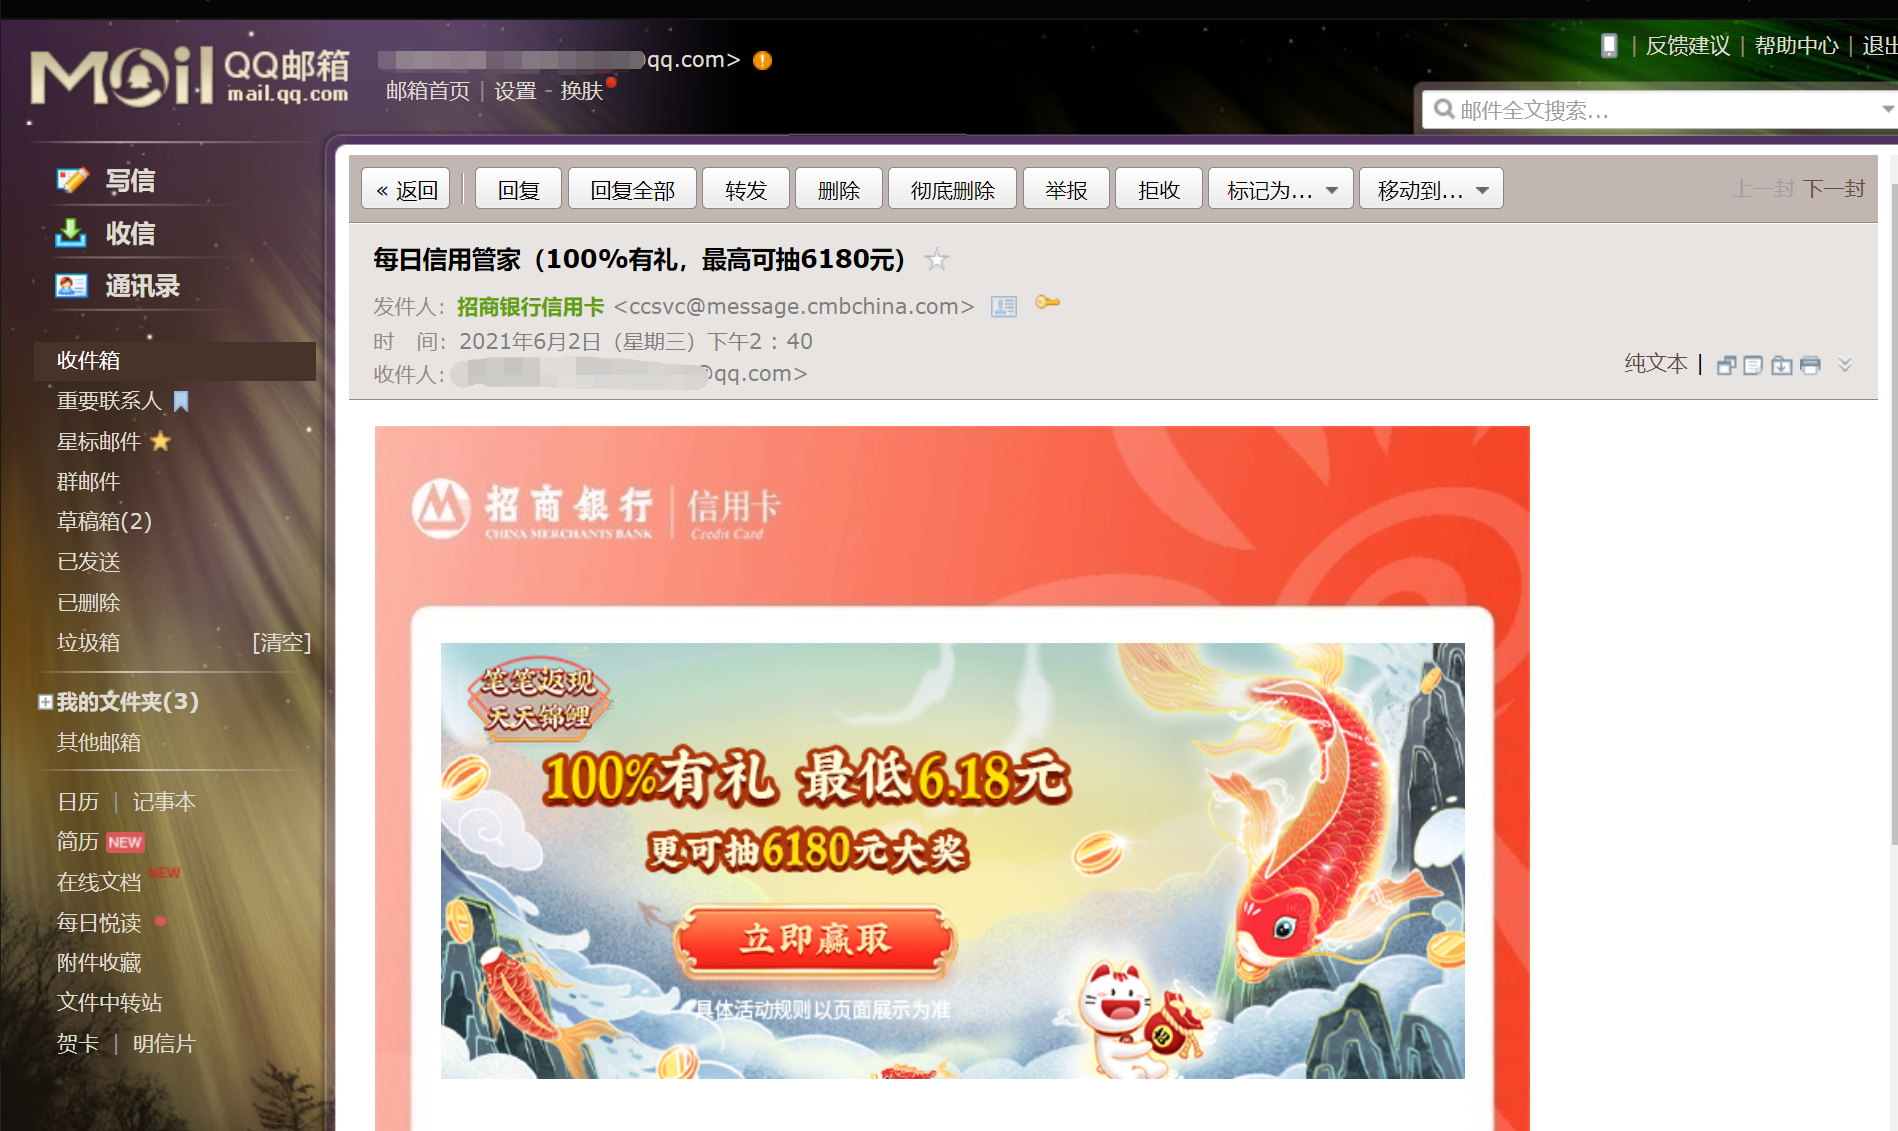 MAil QQ邮箱
mail.qq.com
qq.com>
邮箱首页 | 设置 - 换肤
| 反馈建议 | 帮助中心 | 退出
邮件全文搜索...
写信
收信
通讯录
收件箱
重要联系人
星标邮件
群邮件
草稿箱(2)
已发送
已删除
垃圾箱 [清空]
我的文件夹(3)
其他邮箱
日历 | 记事本
简历 NEW
在线文档 NEW
每日悦读
附件收藏
文件中转站
贺卡 | 明信片
« 返回 回复 回复全部 转发 删除 彻底删除 举报 拒收 标记为... 移动到... 上一封 下一封
每日信用管家（100%有礼，最高可抽6180元）
发件人：招商银行信用卡 <ccsvc@message.cmbchina.com>
时 间：2021年6月2日（星期三）下午2：40
收件人： @qq.com>
纯文本 |
招商银行 | 信用卡
CHINA MERCHANTS BANK Credit Card
笔笔返现
天天锦鲤
100%有礼 最低6.18元
更可抽6180元大奖
立即赢取
具体活动规则以页面展示为准
招